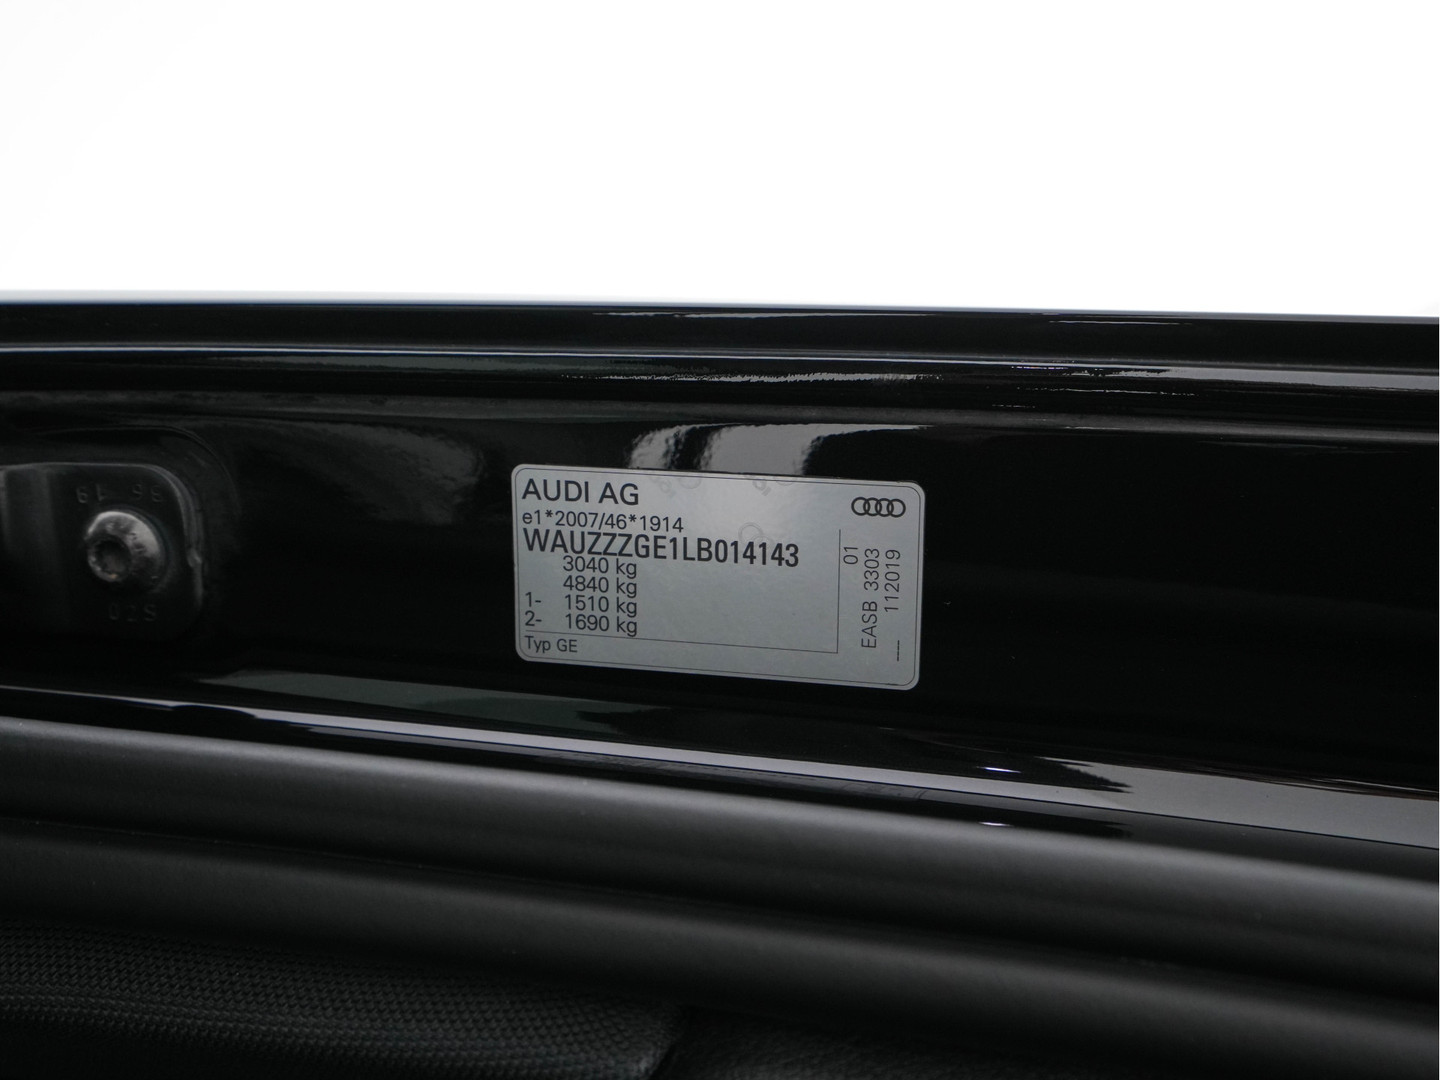 AUDI AG
e1*2007/46*1914
WAUZZZGE1LB014143
3040 kg
4840 kg
1- 1510 kg
2- 1690 kg
Typ GE
01
EASB 3303
112019